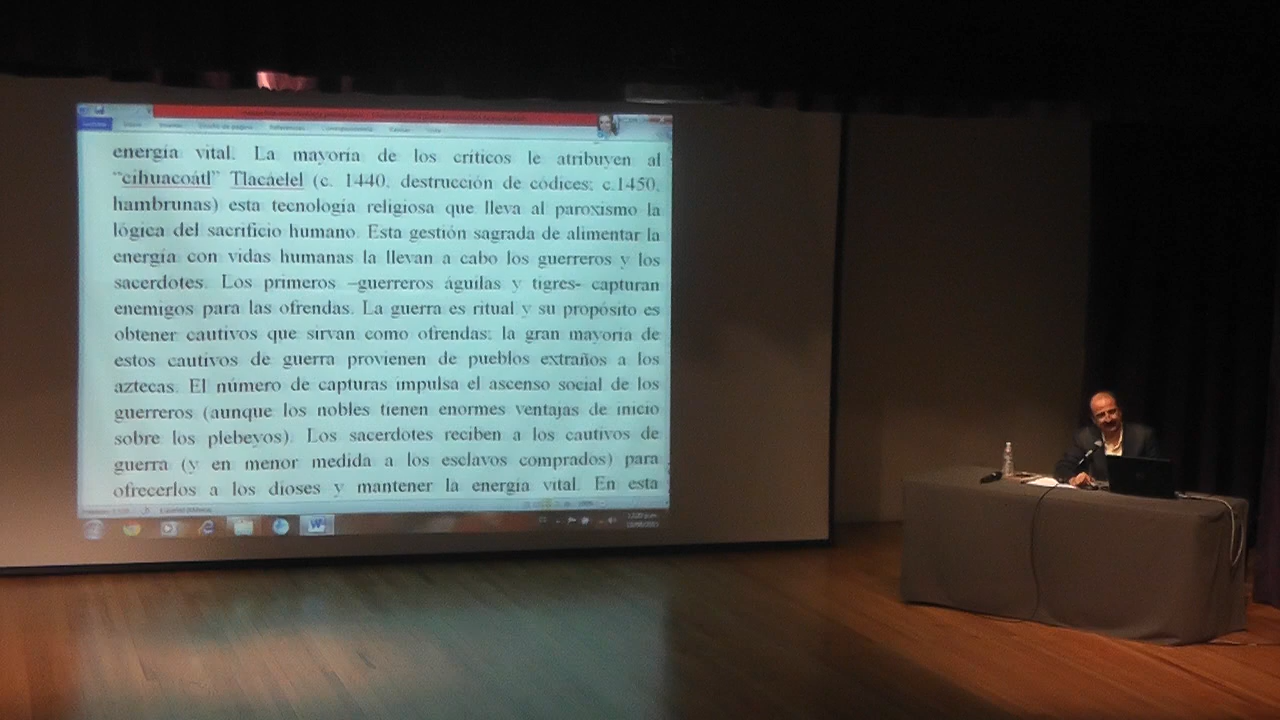 energía vital. La mayoría de los críticos le atribuyen al
"cihuacoátl" Tlacáelel (c. 1440, destrucción de códices; c.1450,
hambrunas) esta tecnología religiosa que lleva al paroxismo la
lógica del sacrificio humano. Esta gestión sagrada de alimentar la
energía con vidas humanas la llevan a cabo los guerreros y los
sacerdotes. Los primeros –guerreros águilas y tigres- capturan
enemigos para las ofrendas. La guerra es ritual y su propósito es
obtener cautivos que sirvan como ofrendas; la gran mayoría de
estos cautivos de guerra provienen de pueblos extraños a los
aztecas. El número de capturas impulsa el ascenso social de los
guerreros (aunque los nobles tienen enormes ventajas de inicio
sobre los plebeyos). Los sacerdotes reciben a los cautivos de
guerra (y en menor medida a los esclavos comprados) para
ofrecerlos a los dioses y mantener la energía vital. En esta